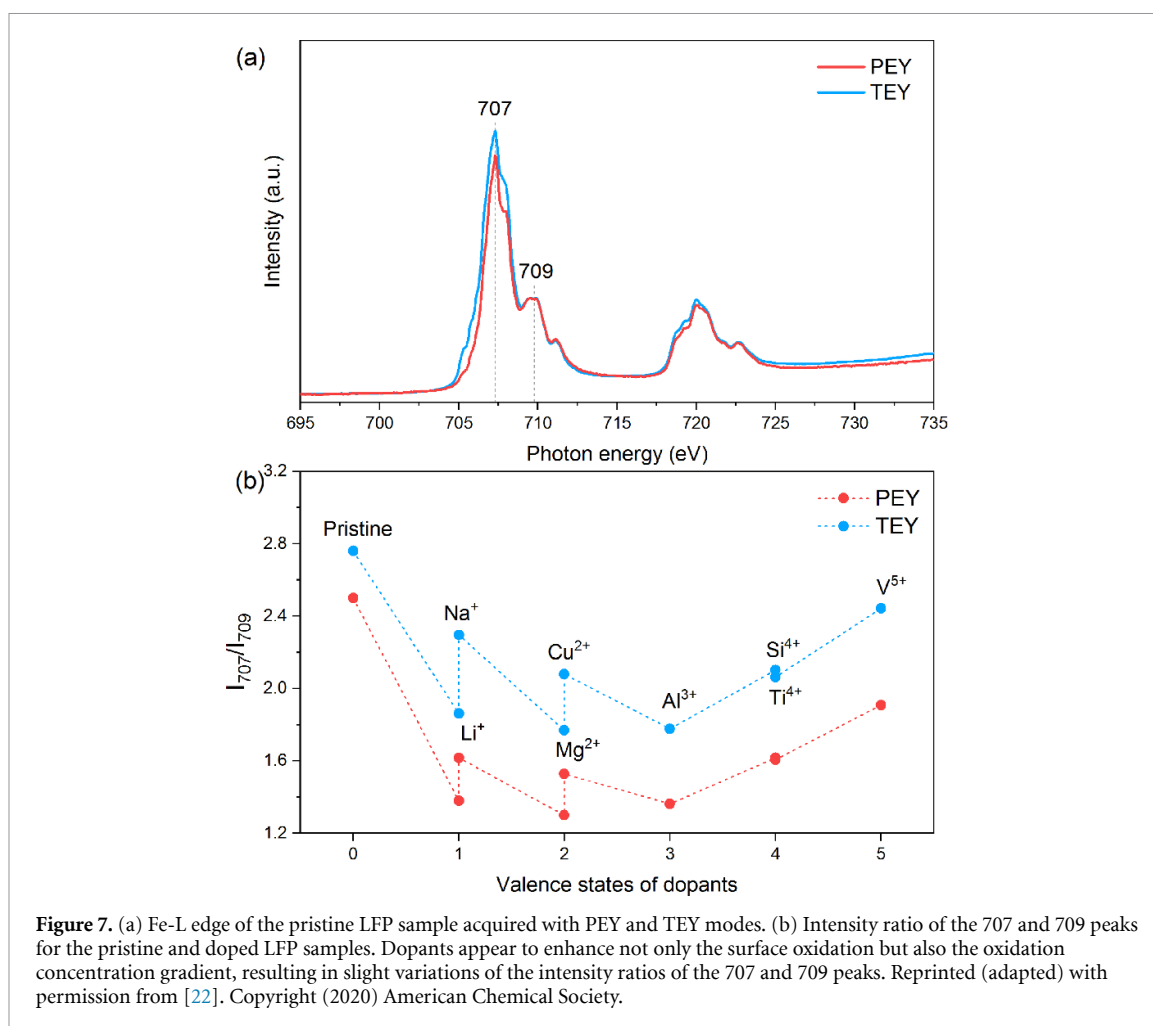 (a)
PEY
TEY
707
709
Intensity (a.u.)
695 700 705 710 715 720 725 730 735
Photon energy (eV)
(b)
PEY
TEY
3.2
2.8
2.4
2.0
1.6
1.2
I707/I709
Pristine
Na+
Li+
Cu2+
Mg2+
Al3+
Si4+
Ti4+
V5+
0 1 2 3 4 5
Valence states of dopants
Figure 7. (a) Fe-L edge of the pristine LFP sample acquired with PEY and TEY modes. (b) Intensity ratio of the 707 and 709 peaks
for the pristine and doped LFP samples. Dopants appear to enhance not only the surface oxidation but also the oxidation
concentration gradient, resulting in slight variations of the intensity ratios of the 707 and 709 peaks. Reprinted (adapted) with
permission from [22]. Copyright (2020) American Chemical Society.